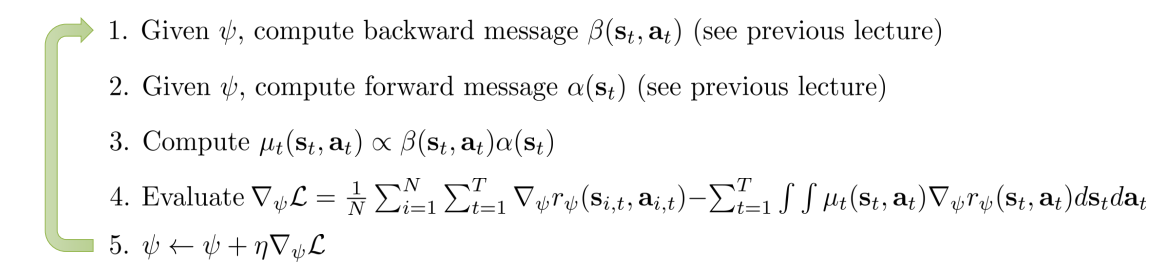 1. Given ψ, compute backward message β(s_t, a_t) (see previous lecture)
2. Given ψ, compute forward message α(s_t) (see previous lecture)
3. Compute μ_t(s_t, a_t) ∝ β(s_t, a_t)α(s_t)
4. Evaluate ∇_ψ ℒ = 1/N ∑_{i=1}^{N} ∑_{t=1}^{T} ∇_ψ r_ψ(s_{i,t}, a_{i,t}) − ∑_{t=1}^{T} ∫ ∫ μ_t(s_t, a_t)∇_ψ r_ψ(s_t, a_t)ds_t da_t
5. ψ ← ψ + η∇_ψ ℒ